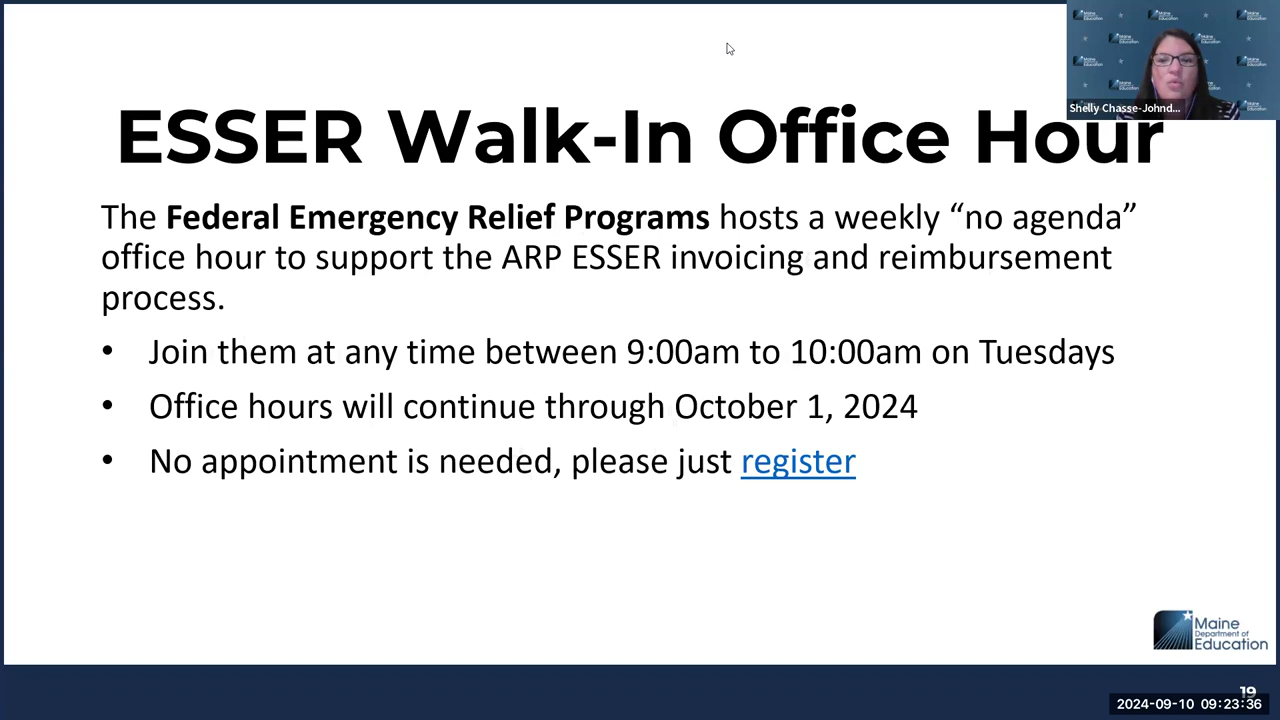 Shelly Chasse-Johnd...
ESSER Walk-In Office Hour
The Federal Emergency Relief Programs hosts a weekly “no agenda”
office hour to support the ARP ESSER invoicing and reimbursement
process.
• Join them at any time between 9:00am to 10:00am on Tuesdays
• Office hours will continue through October 1, 2024
• No appointment is needed, please just register
Maine
Department of
Education
19
2024-09-10 09:23:36